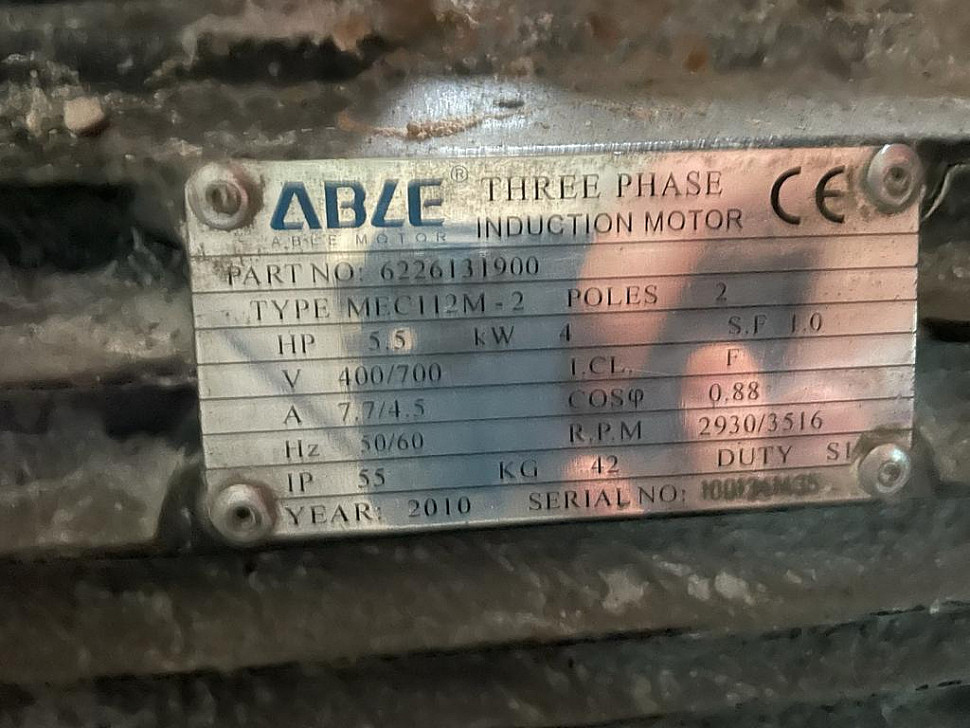 ABLE ® THREE PHASE
ABLE MOTOR INDUCTION MOTOR CE
PART NO: 6226131900
TYPE MEC112M-2 POLES 2
HP 5.5 kW 4 S.F 1.0
V 400/700 I.CL. F
A 7.7/4.5 COSφ 0.88
Hz 50/60 R.P.M 2930/3516
IP 55 KG 42 DUTY S1
YEAR: 2010 SERIAL NO: